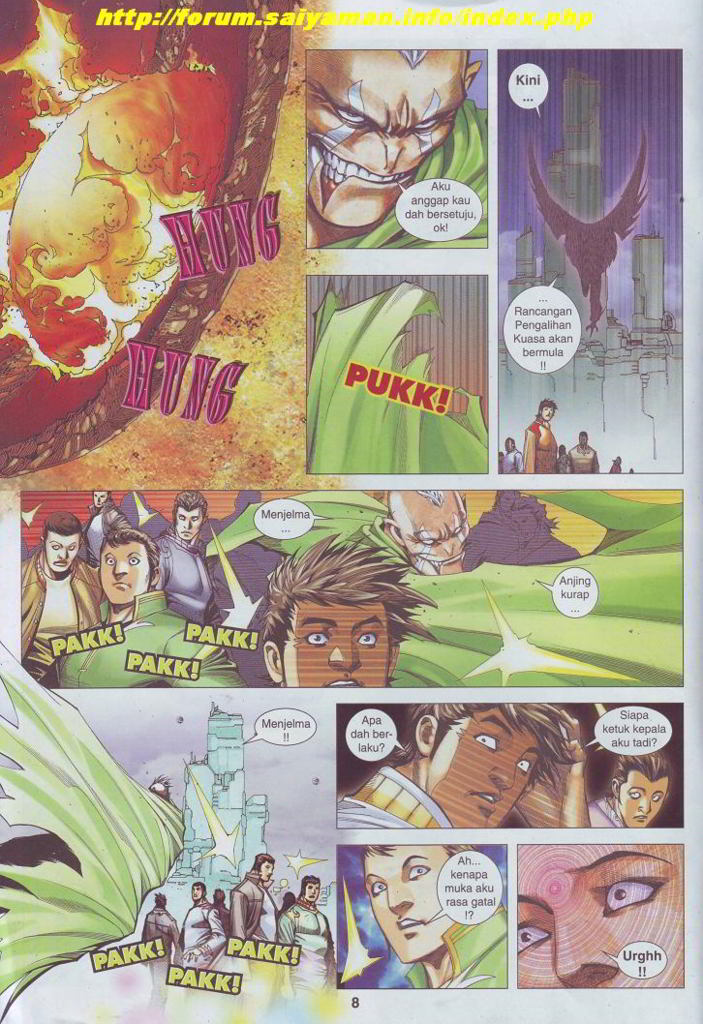 http://forum.saiyaman.info/index.php
HUNG
HUNG
Aku
anggap kau
dah bersetuju,
ok!
Kini
...
...
Rancangan
Pengalihan
Kuasa akan
bermula
!!
PUKK!
Menjelma
...
Anjing
kurap
...
PAKK!
PAKK!
PAKK!
Menjelma
!!
PAKK!
PAKK!
PAKK!
Apa
dah ber-
laku?
Siapa
ketuk kepala
aku tadi?
Ah...
kenapa
muka aku
rasa gatal
!?
Urghh
!!
8